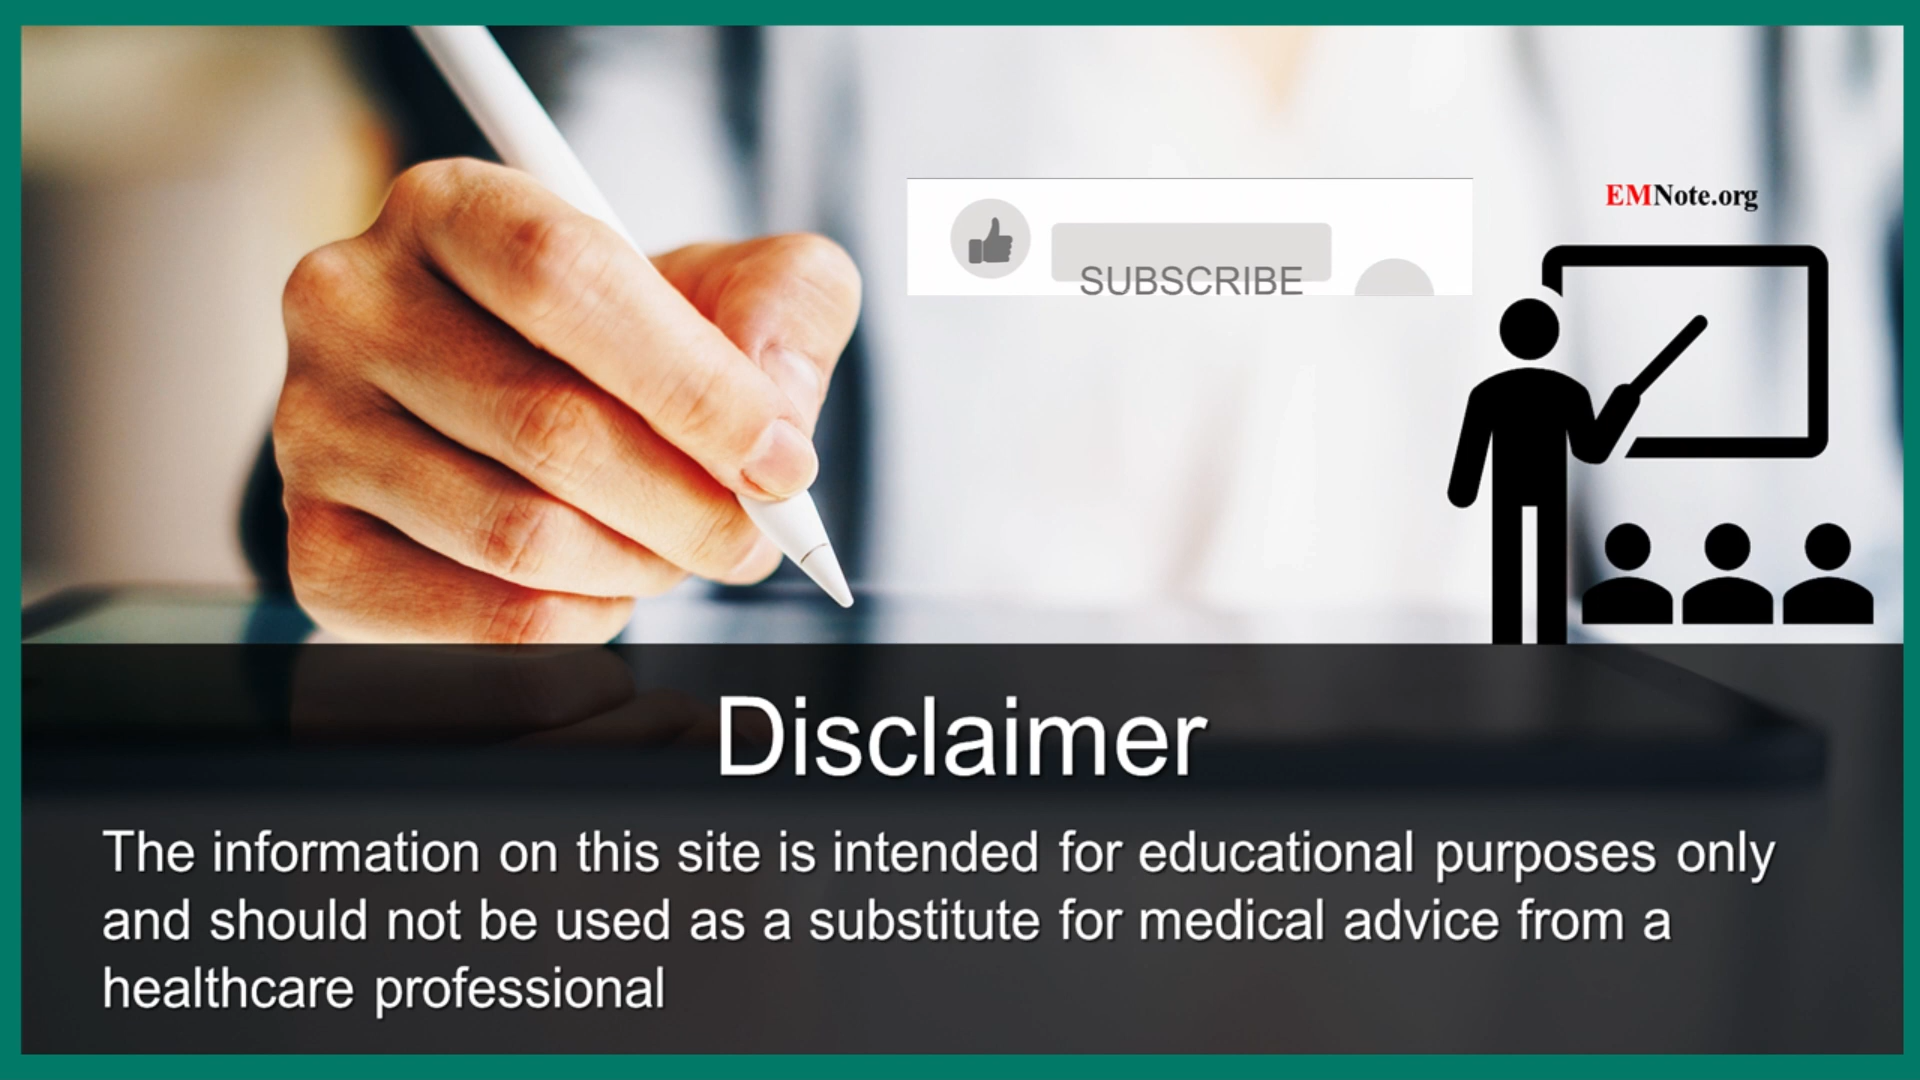 EMNote.org
SUBSCRIBE
Disclaimer
The information on this site is intended for educational purposes only
and should not be used as a substitute for medical advice from a
healthcare professional